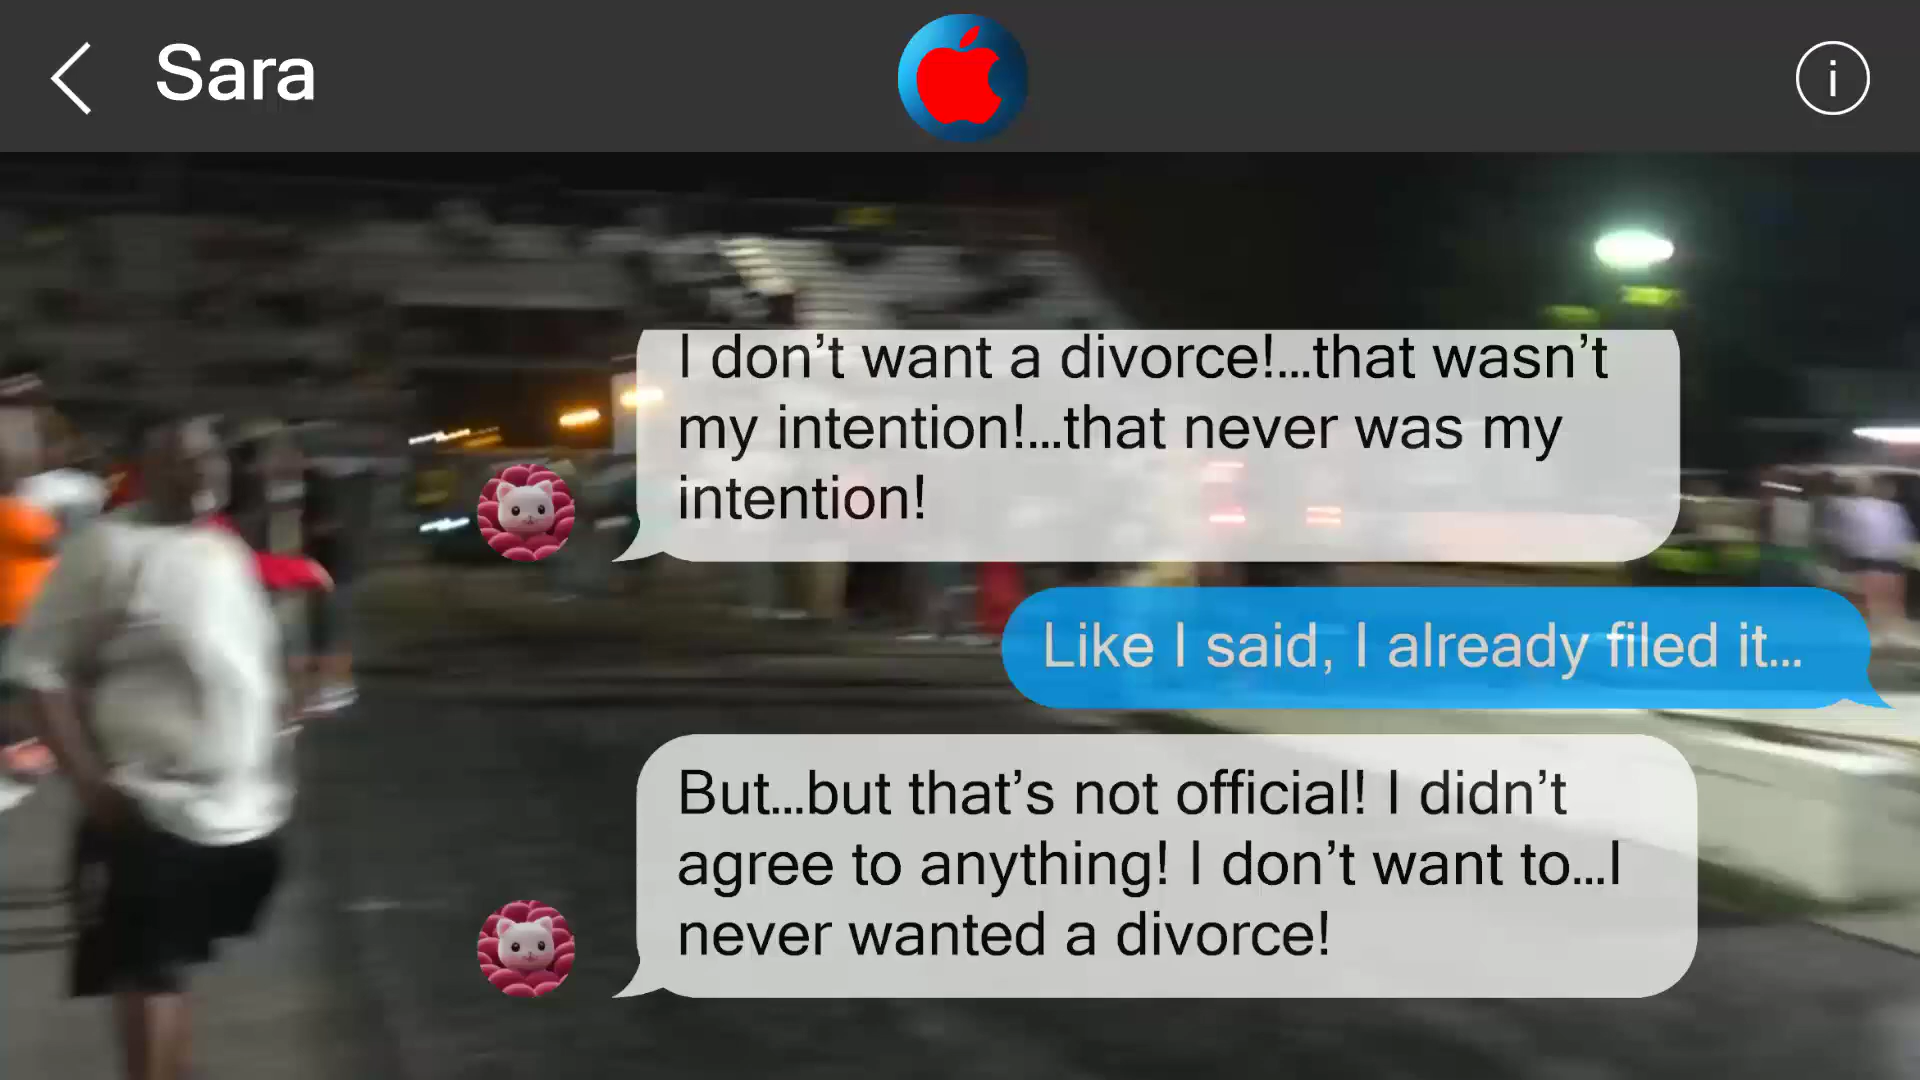 Sara
i
I don’t want a divorce!...that wasn’t
my intention!...that never was my
intention!
Like I said, I already filed it...
But...but that’s not official! I didn’t
agree to anything! I don’t want to...I
never wanted a divorce!